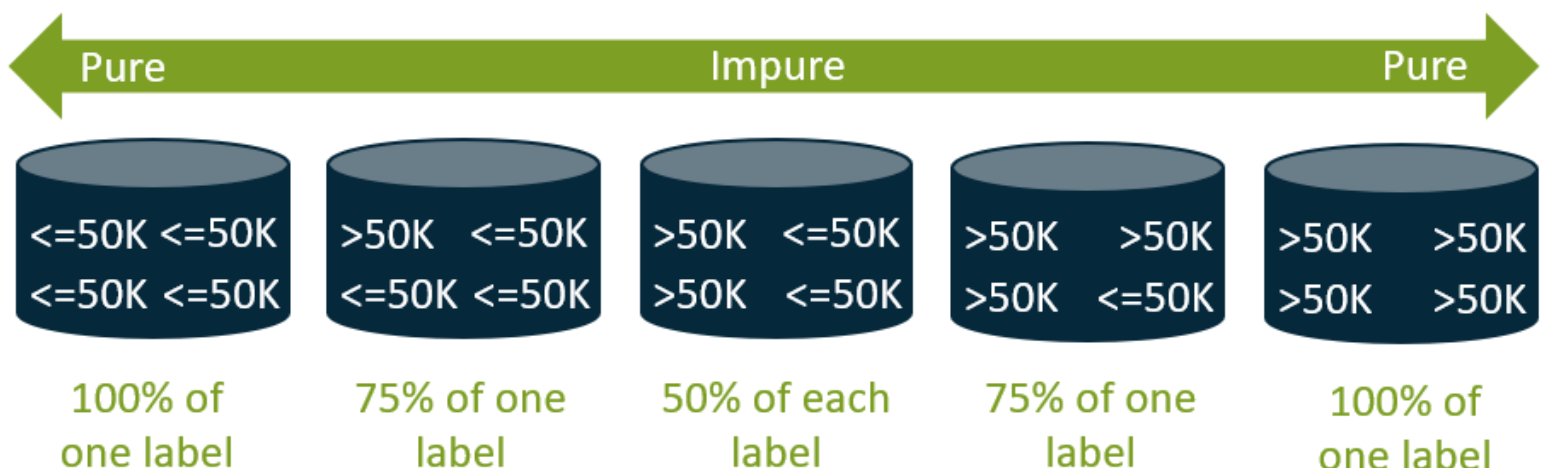 Pure Impure Pure
<=50K <=50K >50K <=50K >50K <=50K >50K >50K >50K >50K
<=50K <=50K <=50K <=50K >50K <=50K >50K <=50K >50K >50K
100% of 75% of one 50% of each 75% of one 100% of
one label label label label one label